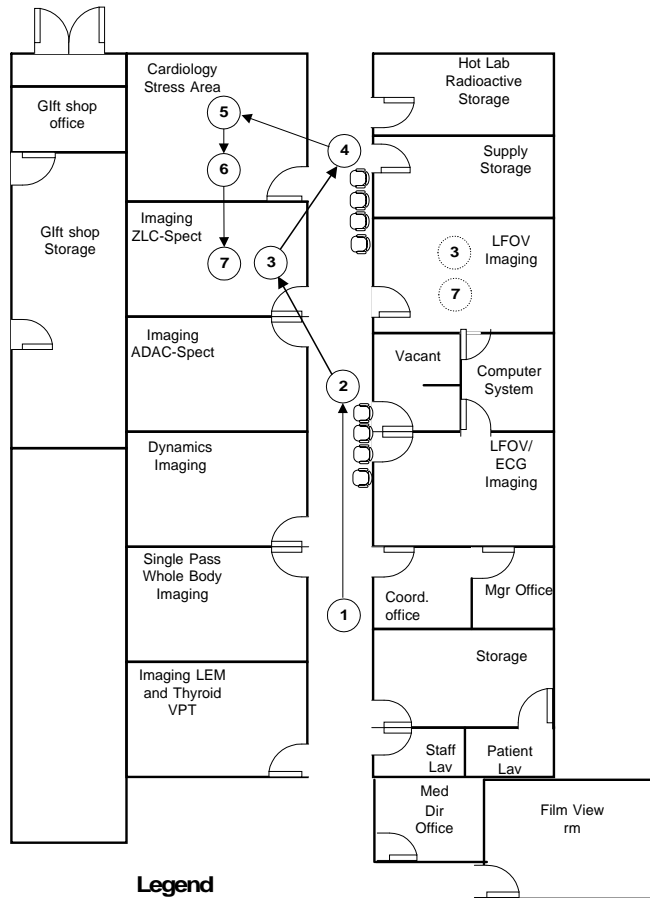 Cardiology
Stress Area
Hot Lab
Radioactive
Storage
GIft shop
office
5
4
6
Supply
Storage
GIft shop
Storage
Imaging
ZLC-Spect
7
3
3
7
LFOV
Imaging
Imaging
ADAC-Spect
2
Vacant
Computer
System
Dynamics
Imaging
LFOV/
ECG
Imaging
Single Pass
Whole Body
Imaging
1
Coord.
office
Mgr Office
Storage
Imaging LEM
and Thyroid
VPT
Staff
Lav
Patient
Lav
Med
Dir
Office
Film View
rm
Legend